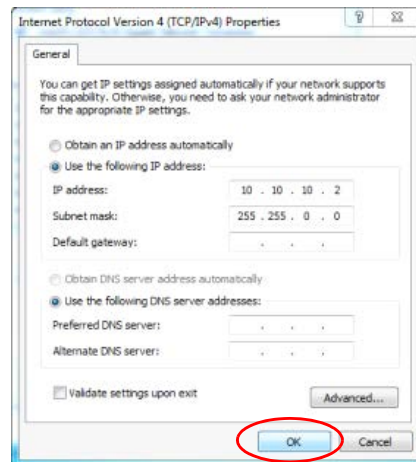 Internet Protocol Version 4 (TCP/IPv4) Properties
General
You can get IP settings assigned automatically if your network supports
this capability. Otherwise, you need to ask your network administrator
for the appropriate IP settings.
Obtain an IP address automatically
Use the following IP address:
IP address: 10 . 10 . 10 . 2
Subnet mask: 255 . 255 . 0 . 0
Default gateway: . . .
Obtain DNS server address automatically
Use the following DNS server addresses:
Preferred DNS server: . . .
Alternate DNS server: . . .
Validate settings upon exit
Advanced...
OK Cancel